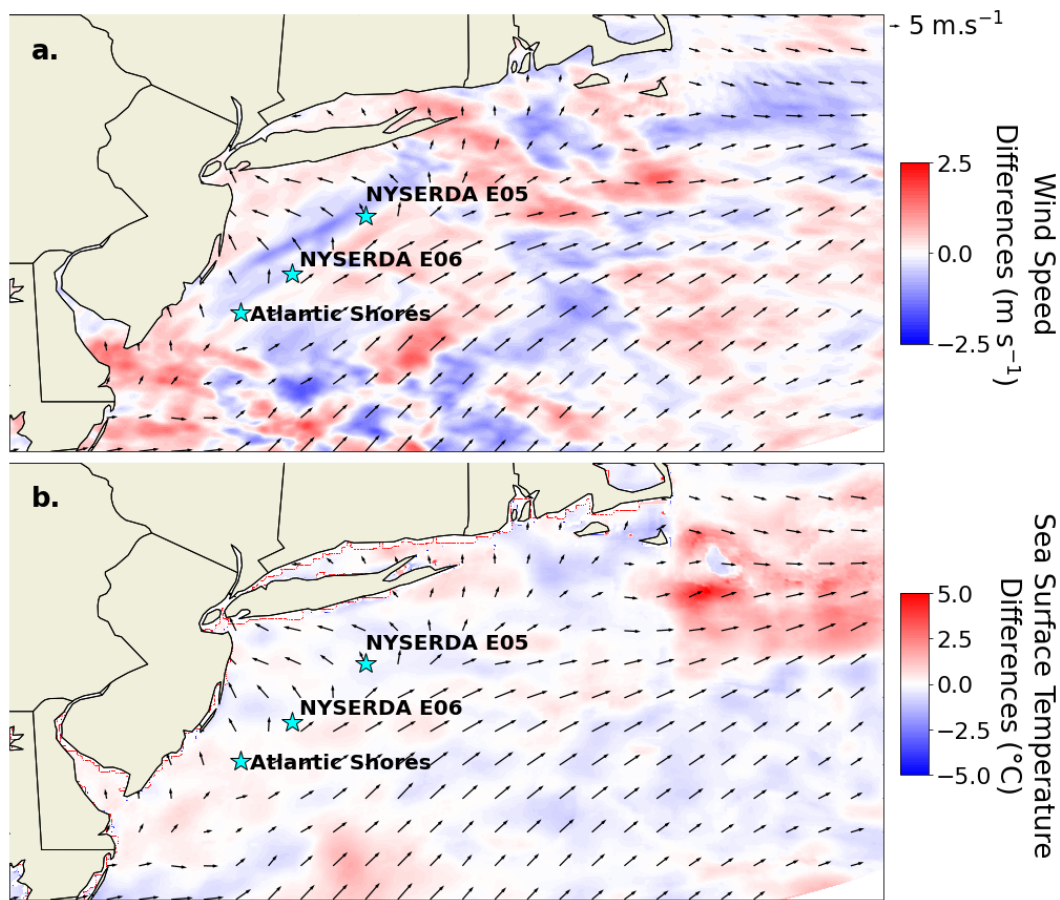 a.
5 m.s⁻¹
NYSERDA E05
NYSERDA E06
Atlantic Shores
2.5
0.0
−2.5
Wind Speed
Differences (m s⁻¹)
b.
NYSERDA E05
NYSERDA E06
Atlantic Shores
5.0
2.5
0.0
−2.5
−5.0
Sea Surface Temperature
Differences (°C)